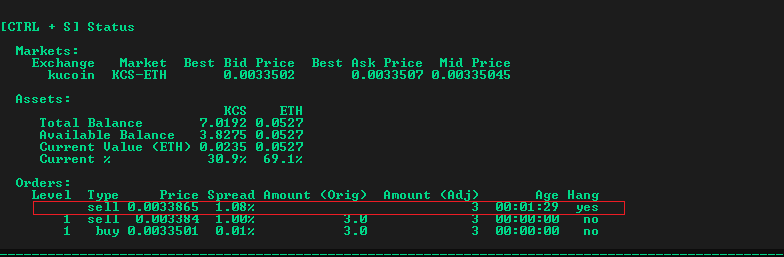 [CTRL + S] Status
Markets:
Exchange Market Best Bid Price Best Ask Price Mid Price
kucoin KCS-ETH 0.0033502 0.0033507 0.00335045
Assets:
KCS ETH
Total Balance 7.0192 0.0527
Available Balance 3.8275 0.0527
Current Value (ETH) 0.0235 0.0527
Current % 30.9% 69.1%
Orders:
Level Type Price Spread Amount (Orig) Amount (Adj) Age Hang
sell 0.0033865 1.08% 3 00:01:29 yes
1 sell 0.003384 1.00% 3.0 3 00:00:00 no
1 buy 0.0033501 0.01% 3.0 3 00:00:00 no